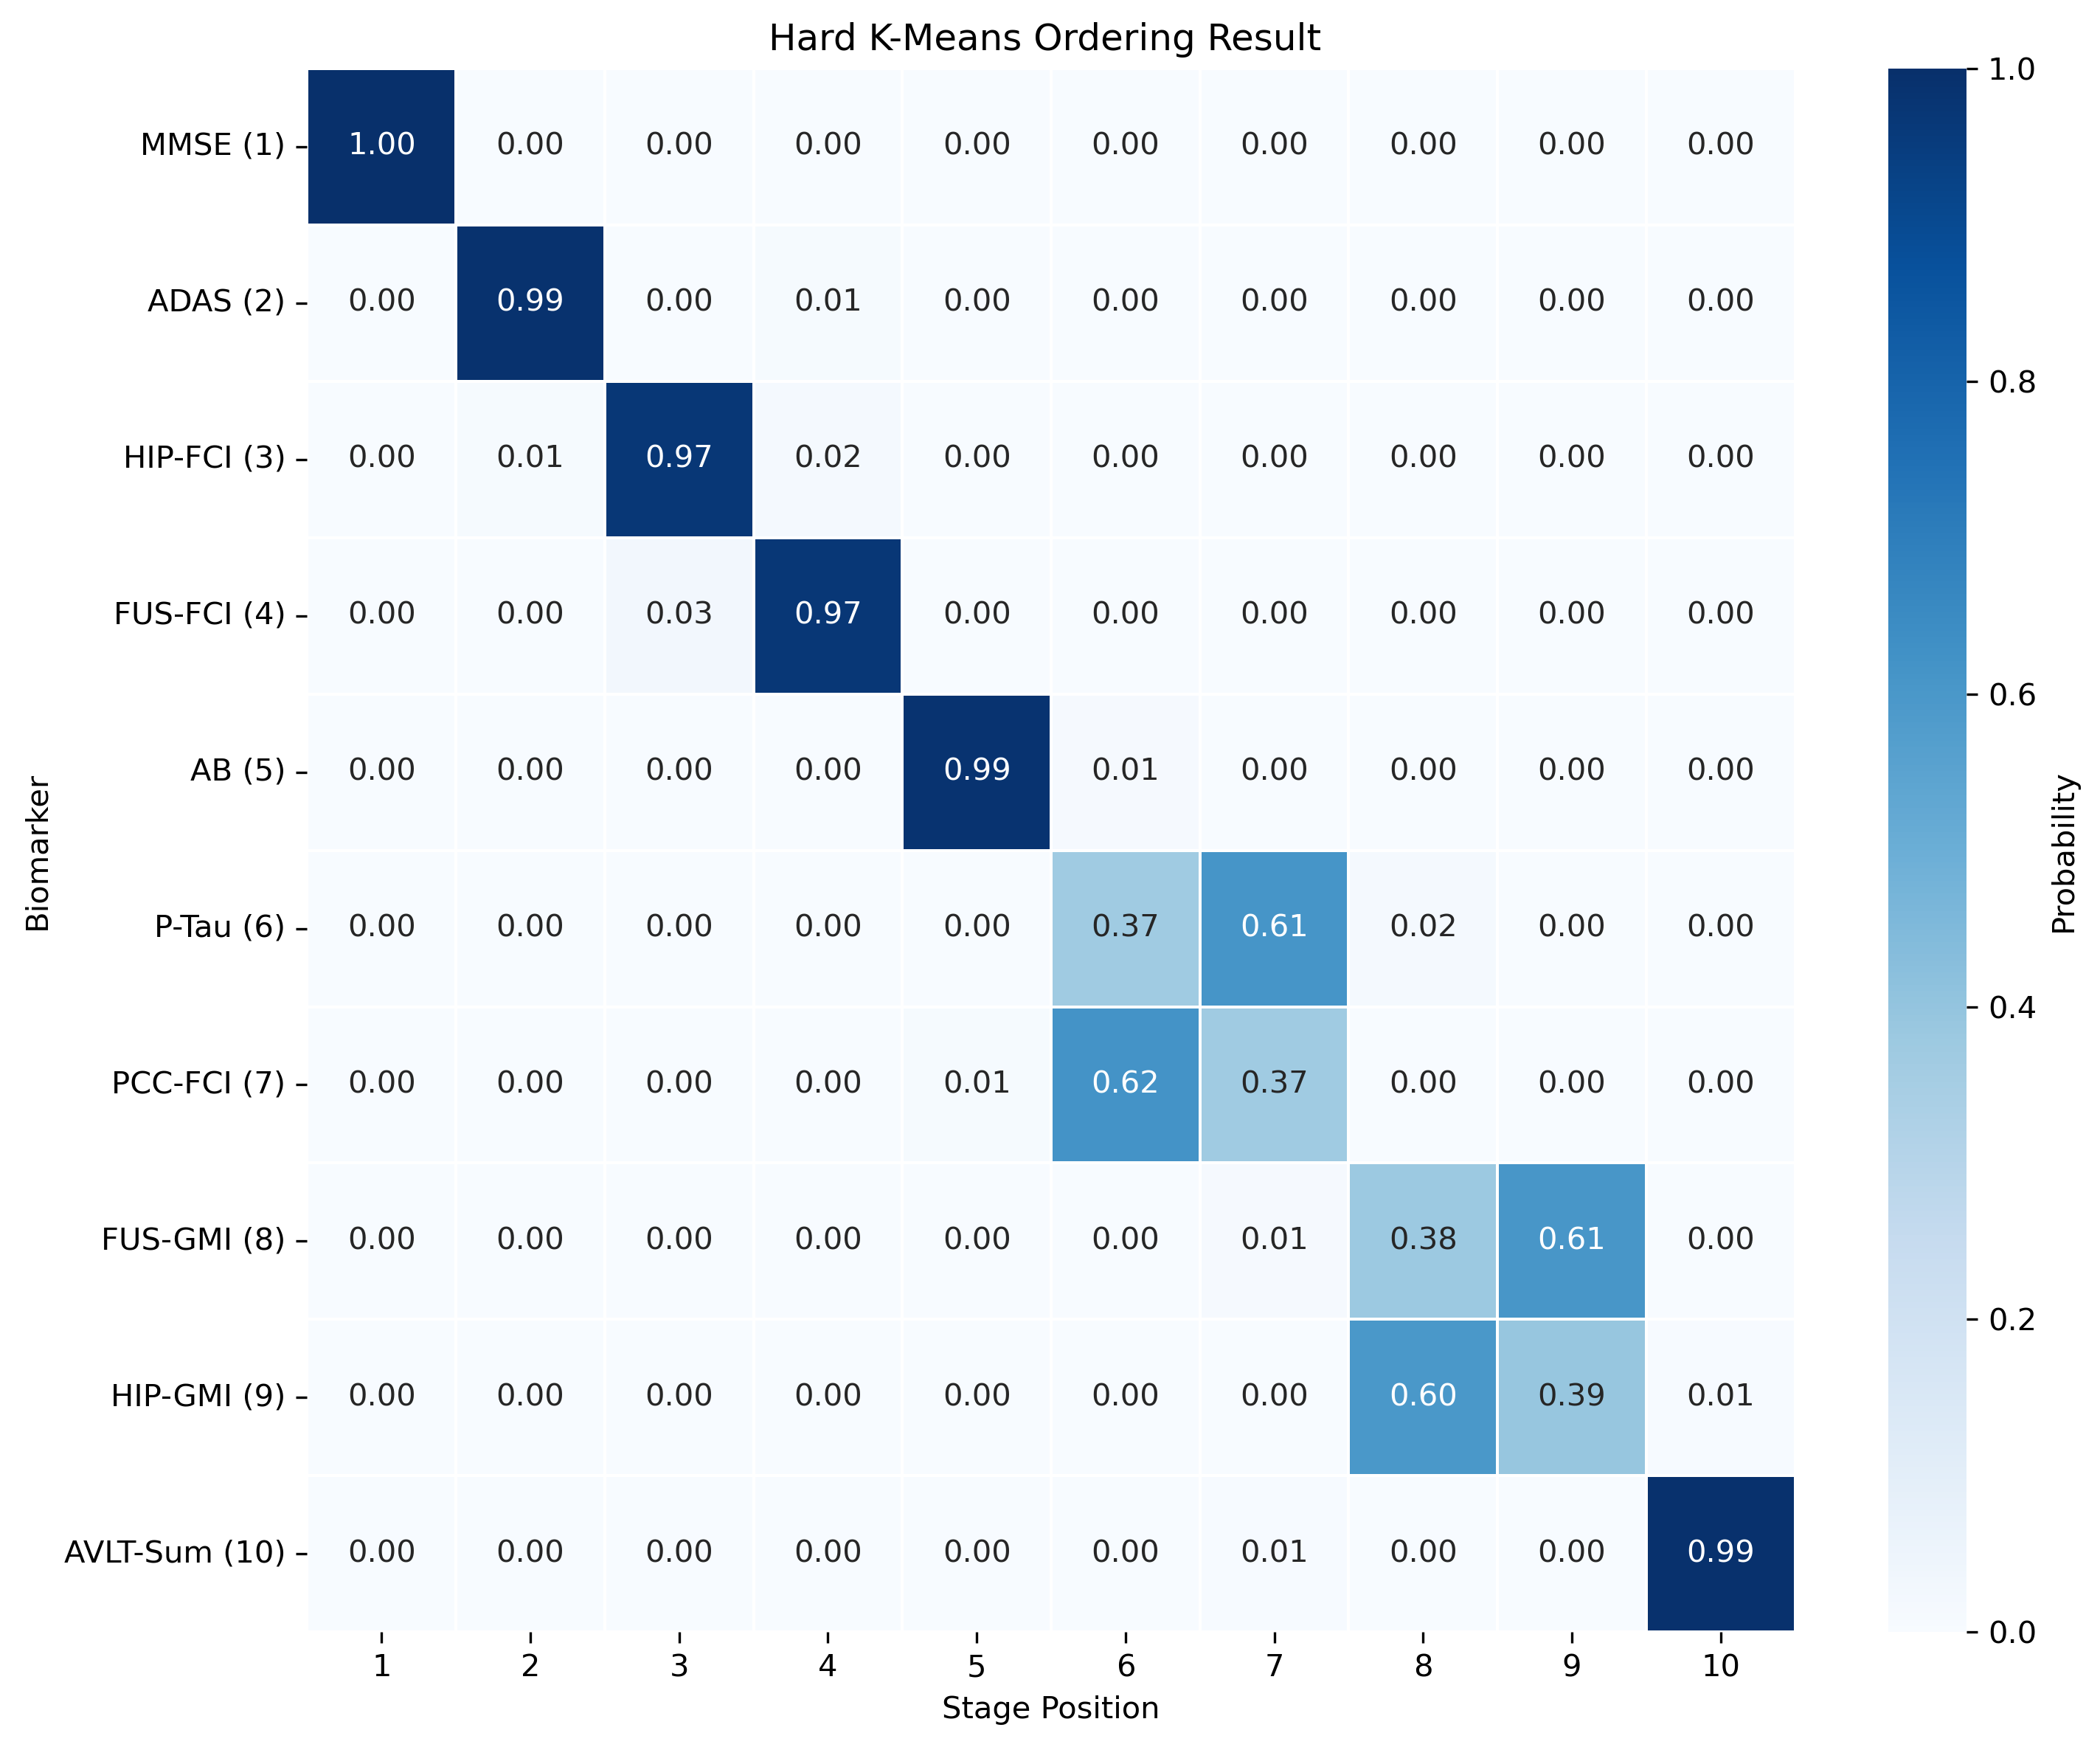 Hard K-Means Ordering Result
MMSE (1) 1.00 0.00 0.00 0.00 0.00 0.00 0.00 0.00 0.00 0.00
ADAS (2) 0.00 0.99 0.00 0.01 0.00 0.00 0.00 0.00 0.00 0.00
HIP-FCI (3) 0.00 0.01 0.97 0.02 0.00 0.00 0.00 0.00 0.00 0.00
FUS-FCI (4) 0.00 0.00 0.03 0.97 0.00 0.00 0.00 0.00 0.00 0.00
AB (5) 0.00 0.00 0.00 0.00 0.99 0.01 0.00 0.00 0.00 0.00
P-Tau (6) 0.00 0.00 0.00 0.00 0.00 0.37 0.61 0.02 0.00 0.00
PCC-FCI (7) 0.00 0.00 0.00 0.00 0.01 0.62 0.37 0.00 0.00 0.00
FUS-GMI (8) 0.00 0.00 0.00 0.00 0.00 0.00 0.01 0.38 0.61 0.00
HIP-GMI (9) 0.00 0.00 0.00 0.00 0.00 0.00 0.00 0.60 0.39 0.01
AVLT-Sum (10) 0.00 0.00 0.00 0.00 0.00 0.00 0.01 0.00 0.00 0.99
1 2 3 4 5 6 7 8 9 10
Stage Position
Biomarker
1.0
0.8
0.6
0.4
0.2
0.0
Probability